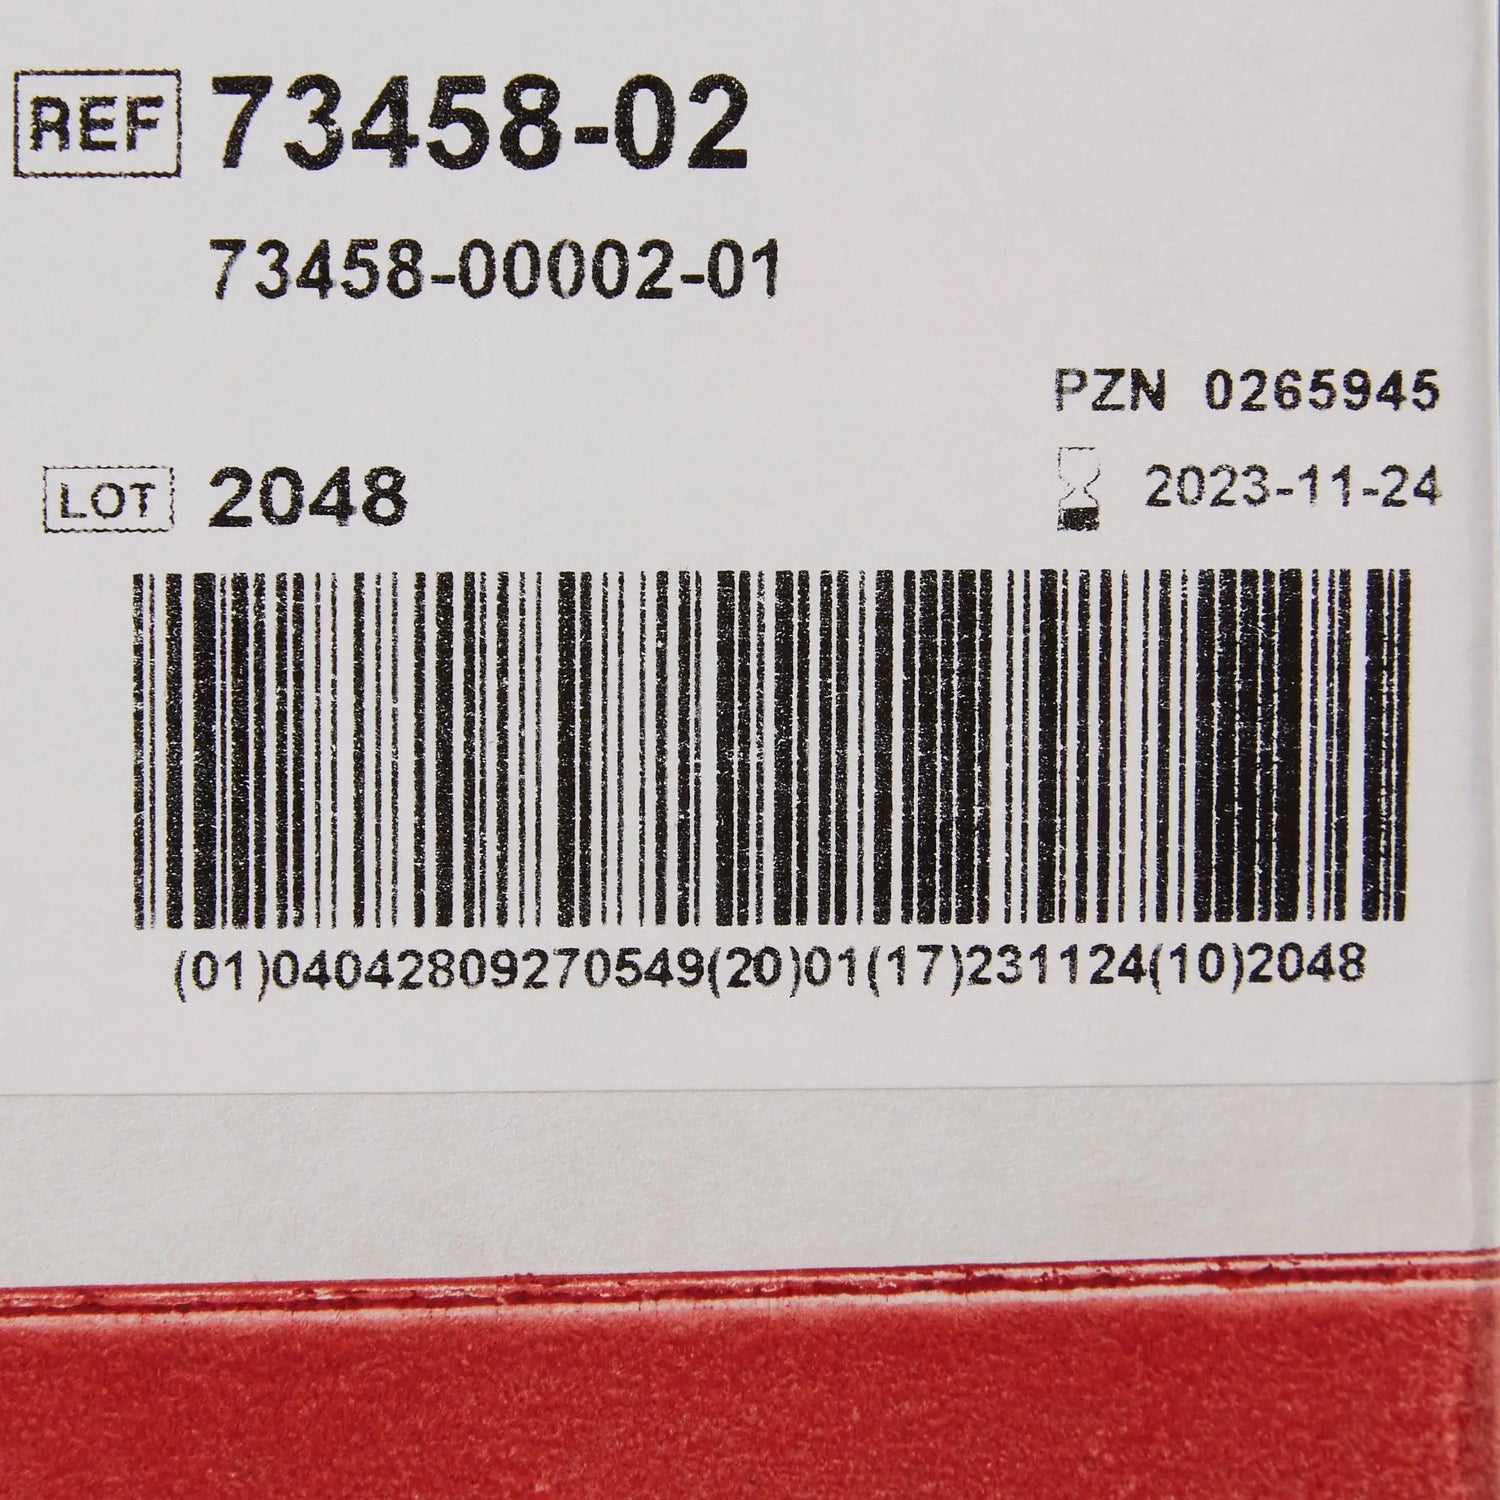 REF 73458-02
73458-00002-01
PZN 0265945
LOT 2048 2023-11-24
(01)04042809270549(20)01(17)231124(10)2048